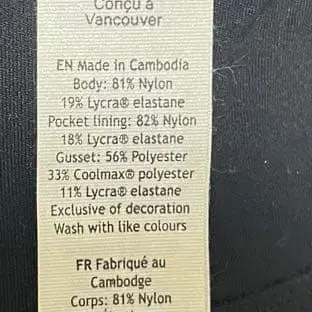 Conçu à
Vancouver
EN Made in Cambodia
Body: 81% Nylon
19% Lycra® elastane
Pocket lining: 82% Nylon
18% Lycra® elastane
Gusset: 56% Polyester
33% Coolmax® polyester
11% Lycra® elastane
Exclusive of decoration
Wash with like colours
FR Fabriqué au
Cambodge
Corps: 81% Nylon